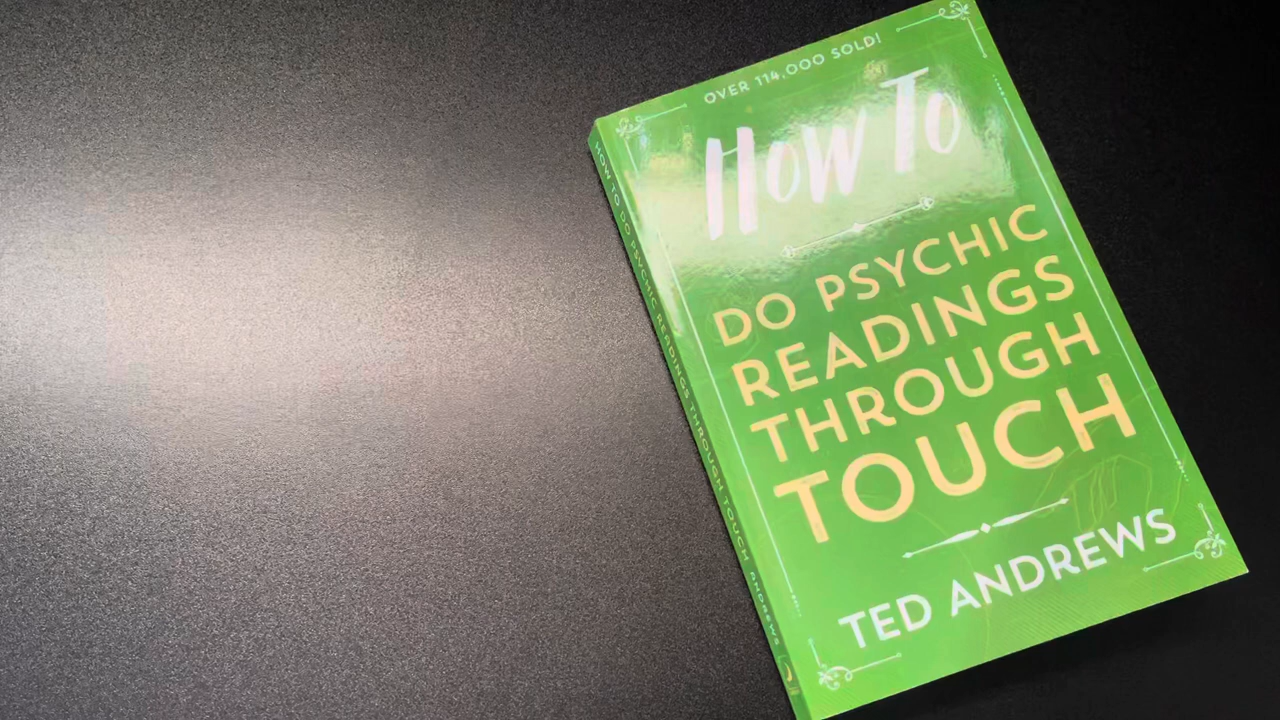 OVER 114,000 SOLD!
HOW TO
DO PSYCHIC
READINGS
THROUGH
TOUCH
TED ANDREWS
HOW TO DO PSYCHIC READINGS THROUGH TOUCH ANDREWS